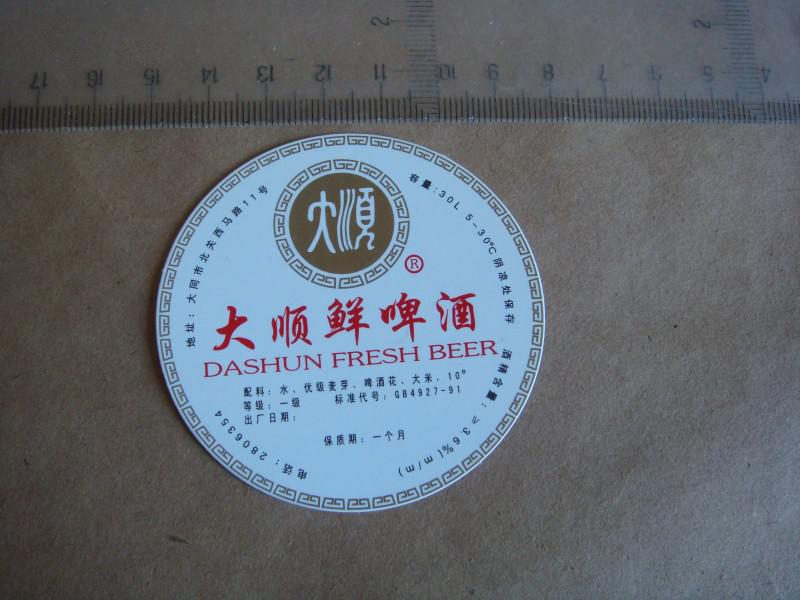 2 2
17 16 15 14 13 12 11 10 9 8 7 6 5 4
大順
®
大顺鲜啤酒
DASHUN FRESH BEER
配料：水、优级麦芽、啤酒花、大米，10°
等级：一级 标准代号：GB4927-91
出厂日期：
保质期：一个月
地址：大同市北关西马路11号
容量：30L 5-30℃阴凉处保存
酒精含量：≥3.6%(m/m)
电话：2806354